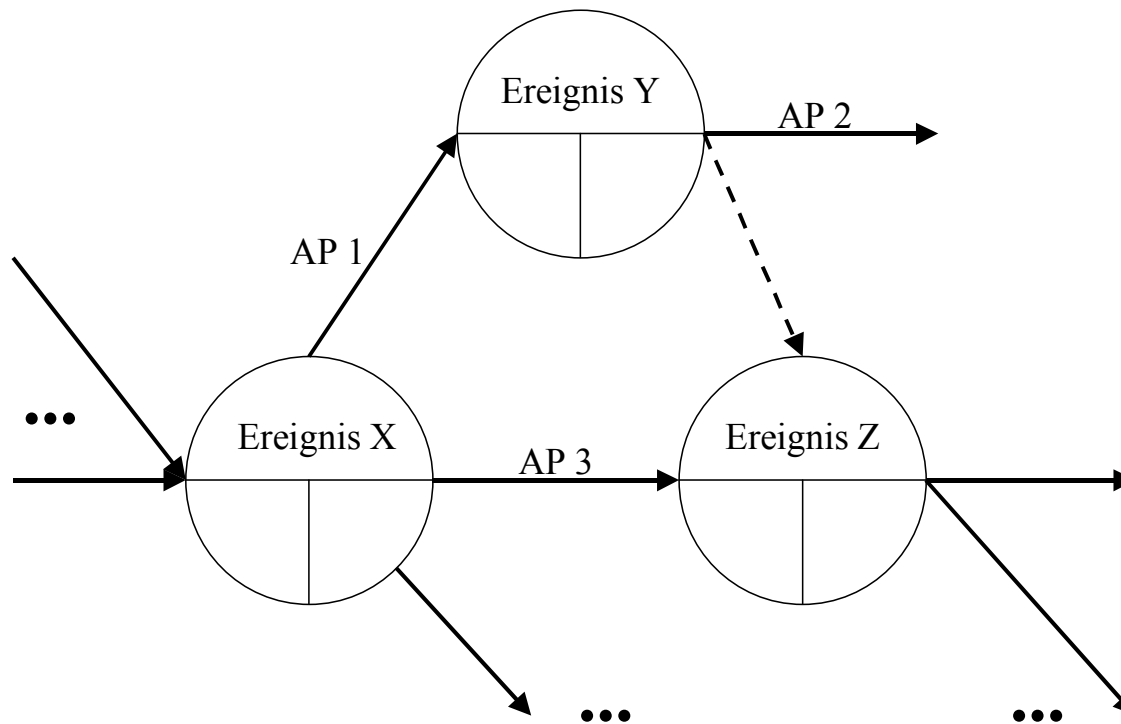 Ereignis Y
AP 2
AP 1
•••
Ereignis X
AP 3
Ereignis Z
•••
•••